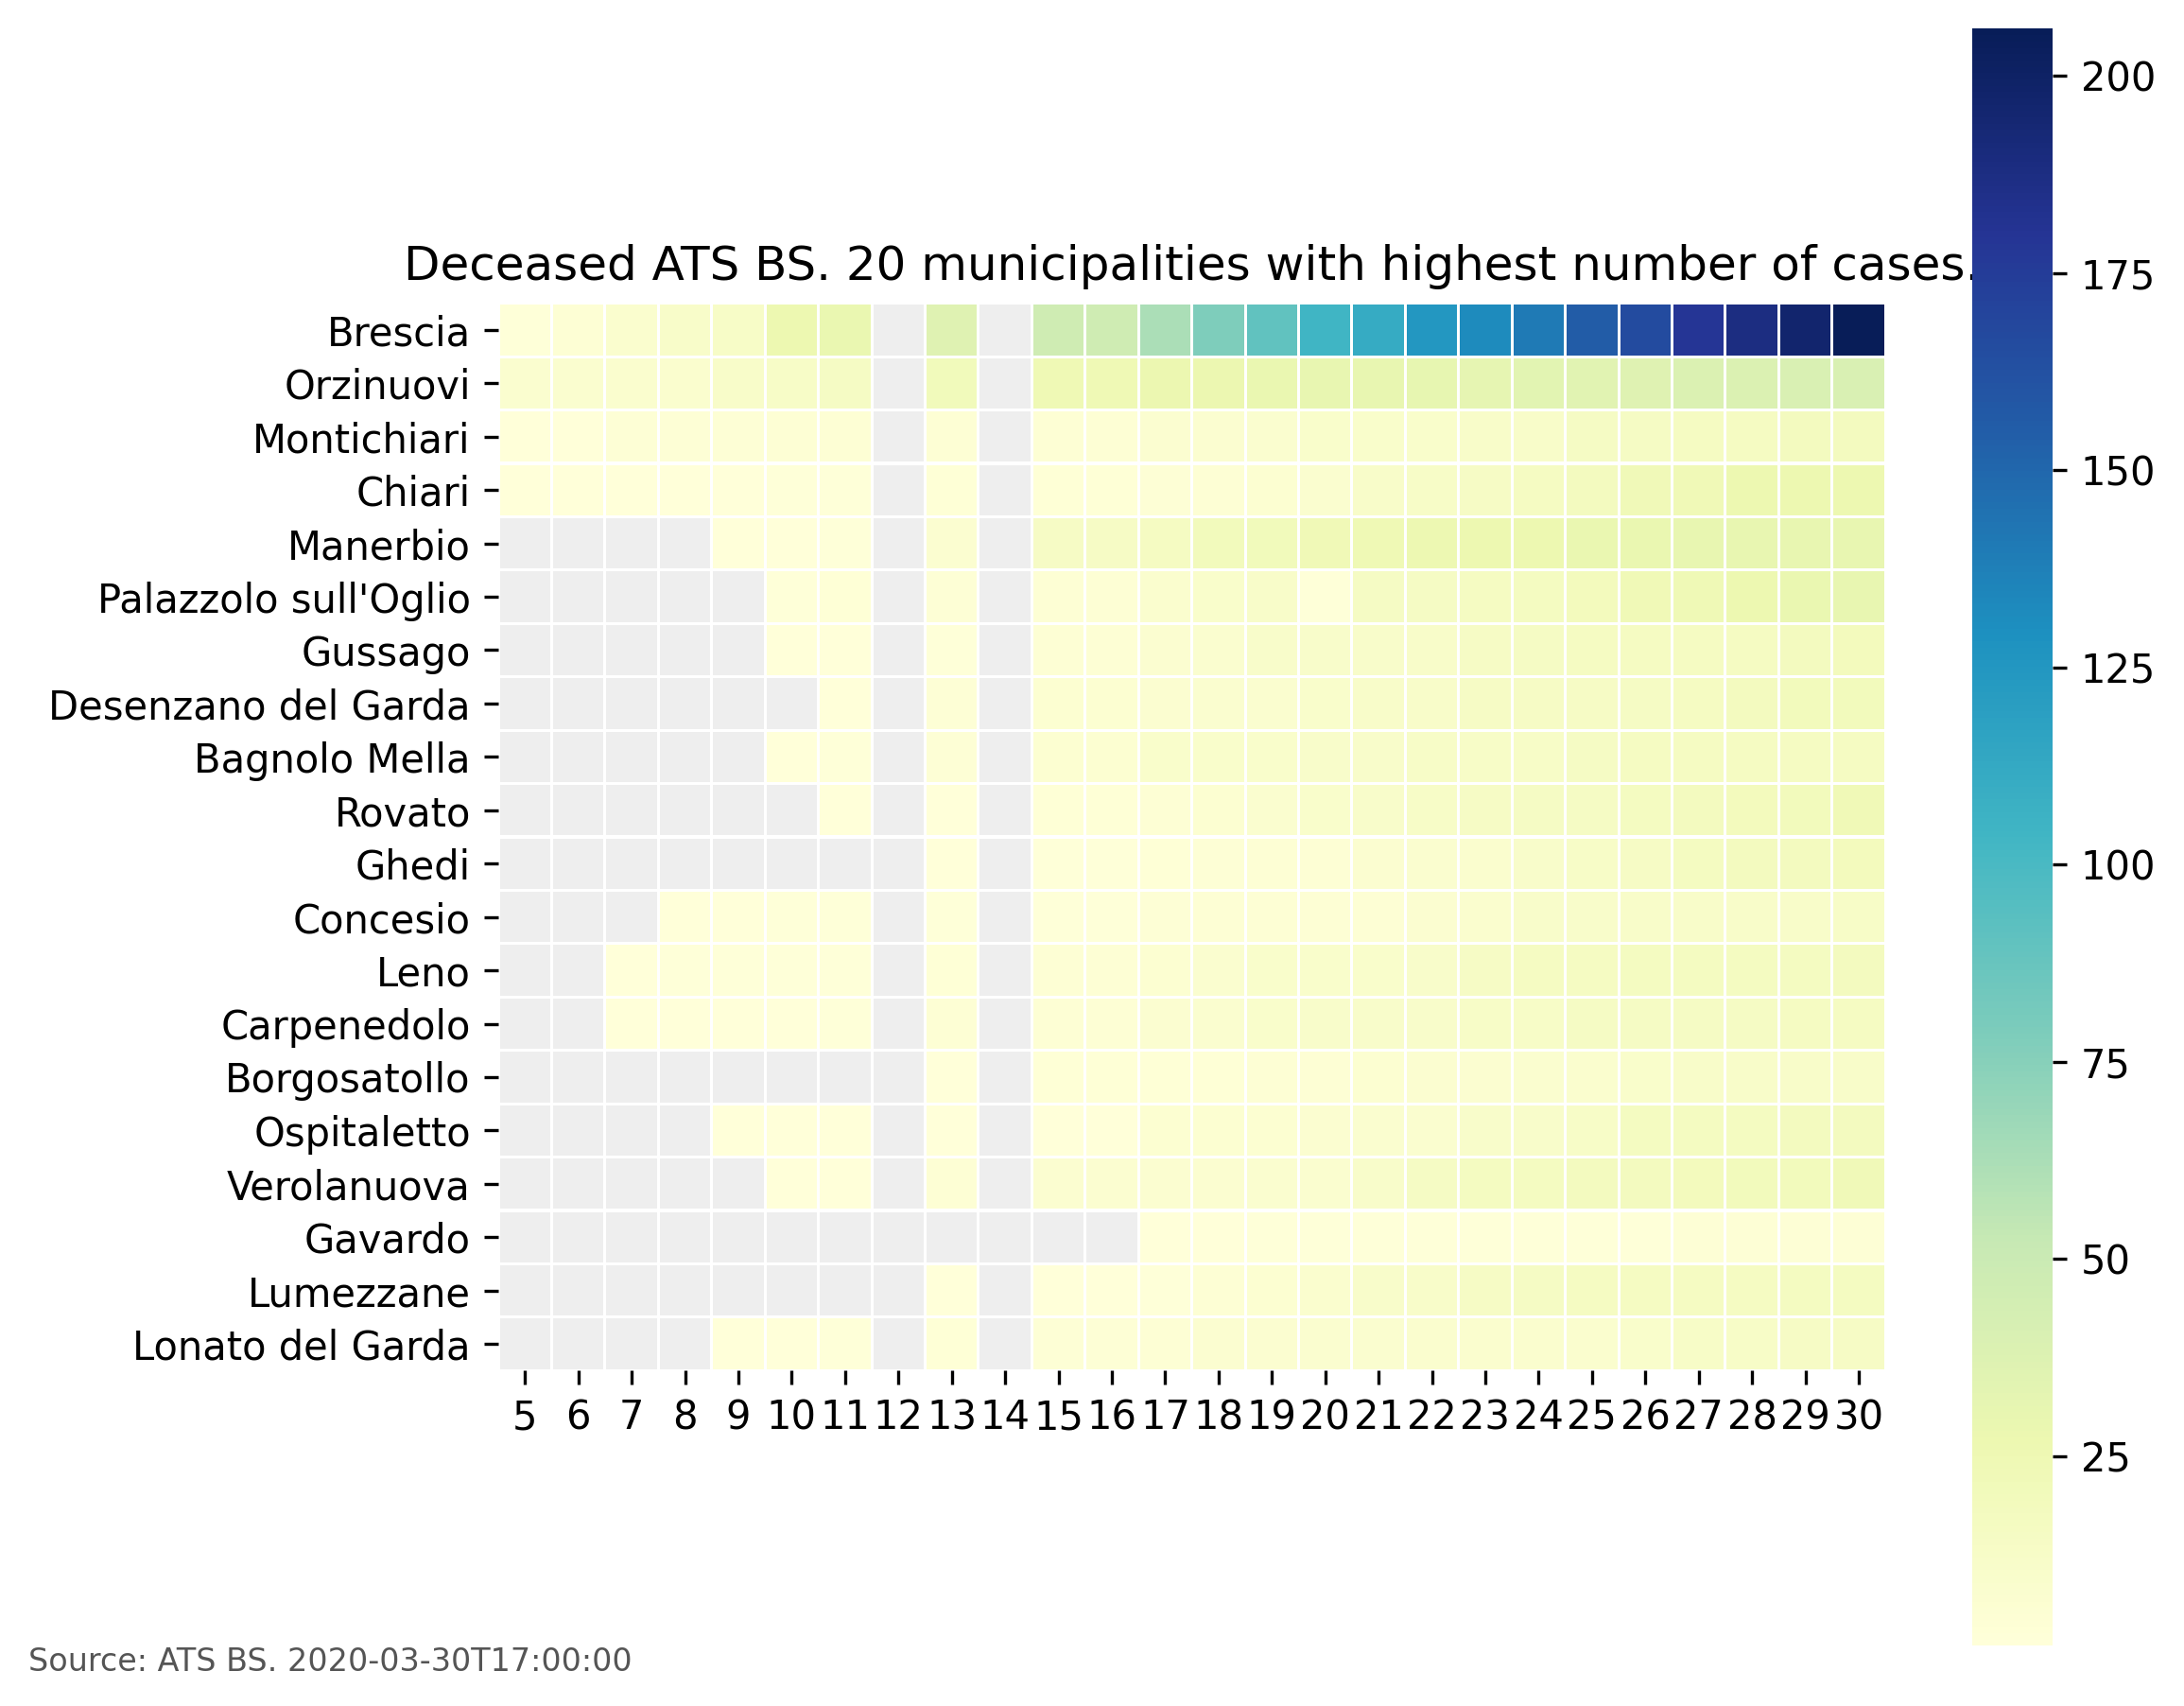 Deceased ATS BS. 20 municipalities with highest number of cases.
Brescia
Orzinuovi
Montichiari
Chiari
Manerbio
Palazzolo sull'Oglio
Gussago
Desenzano del Garda
Bagnolo Mella
Rovato
Ghedi
Concesio
Leno
Carpenedolo
Borgosatollo
Ospitaletto
Verolanuova
Gavardo
Lumezzane
Lonato del Garda
5 6 7 8 9 10 11 12 13 14 15 16 17 18 19 20 21 22 23 24 25 26 27 28 29 30
200
175
150
125
100
75
50
25
Source: ATS BS. 2020-03-30T17:00:00